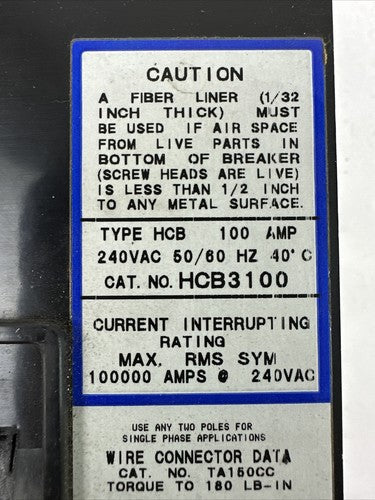 CAUTION
A FIBER LINER (1/32
INCH THICK) MUST
BE USED IF AIR SPACE
FROM LIVE PARTS IN
BOTTOM OF BREAKER
(SCREW HEADS ARE LIVE)
IS LESS THAN 1/2 INCH
TO ANY METAL SURFACE.
TYPE HCB 100 AMP
240VAC 50/60 HZ 40°C
CAT. NO. HCB3100
CURRENT INTERRUPTING
RATING
MAX. RMS SYM
100000 AMPS @ 240VAC
USE ANY TWO POLES FOR
SINGLE PHASE APPLICATIONS
WIRE CONNECTOR DATA
CAT. NO. TA150CC
TORQUE TO 180 LB-IN